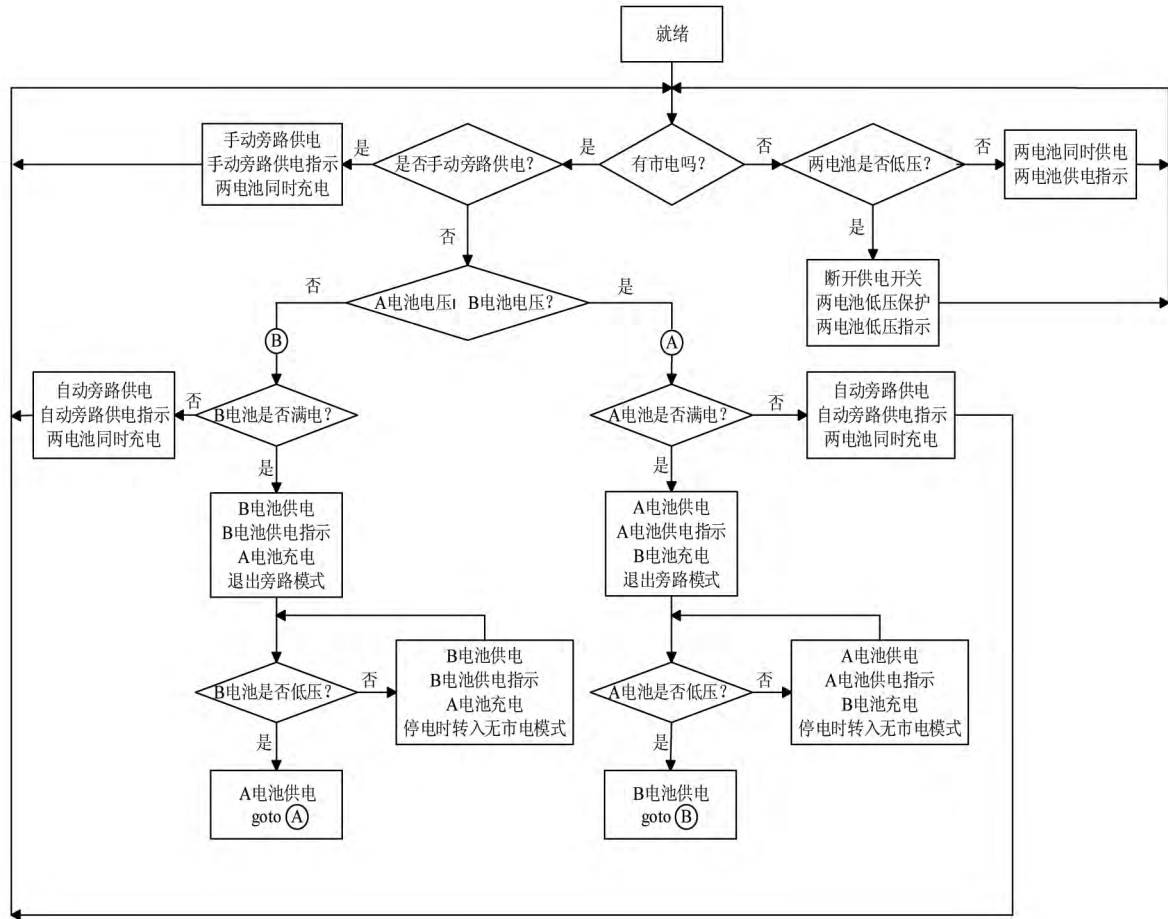 就绪
有市电吗？
是
否
是否手动旁路供电？
是
手动旁路供电
手动旁路供电指示
两电池同时充电
两电池是否低压？
否
两电池同时供电
两电池供电指示
否
是
断开供电开关
两电池低压保护
两电池低压指示
A电池电压 B电池电压？
否
是
B
A
B电池是否满电？
否
自动旁路供电
自动旁路供电指示
两电池同时充电
A电池是否满电？
否
自动旁路供电
自动旁路供电指示
两电池同时充电
是
是
B电池供电
B电池供电指示
A电池充电
退出旁路模式
A电池供电
A电池供电指示
B电池充电
退出旁路模式
B电池是否低压？
否
B电池供电
B电池供电指示
A电池充电
停电时转入无市电模式
A电池是否低压？
否
A电池供电
A电池供电指示
B电池充电
停电时转入无市电模式
是
是
A电池供电
goto A
B电池供电
goto B